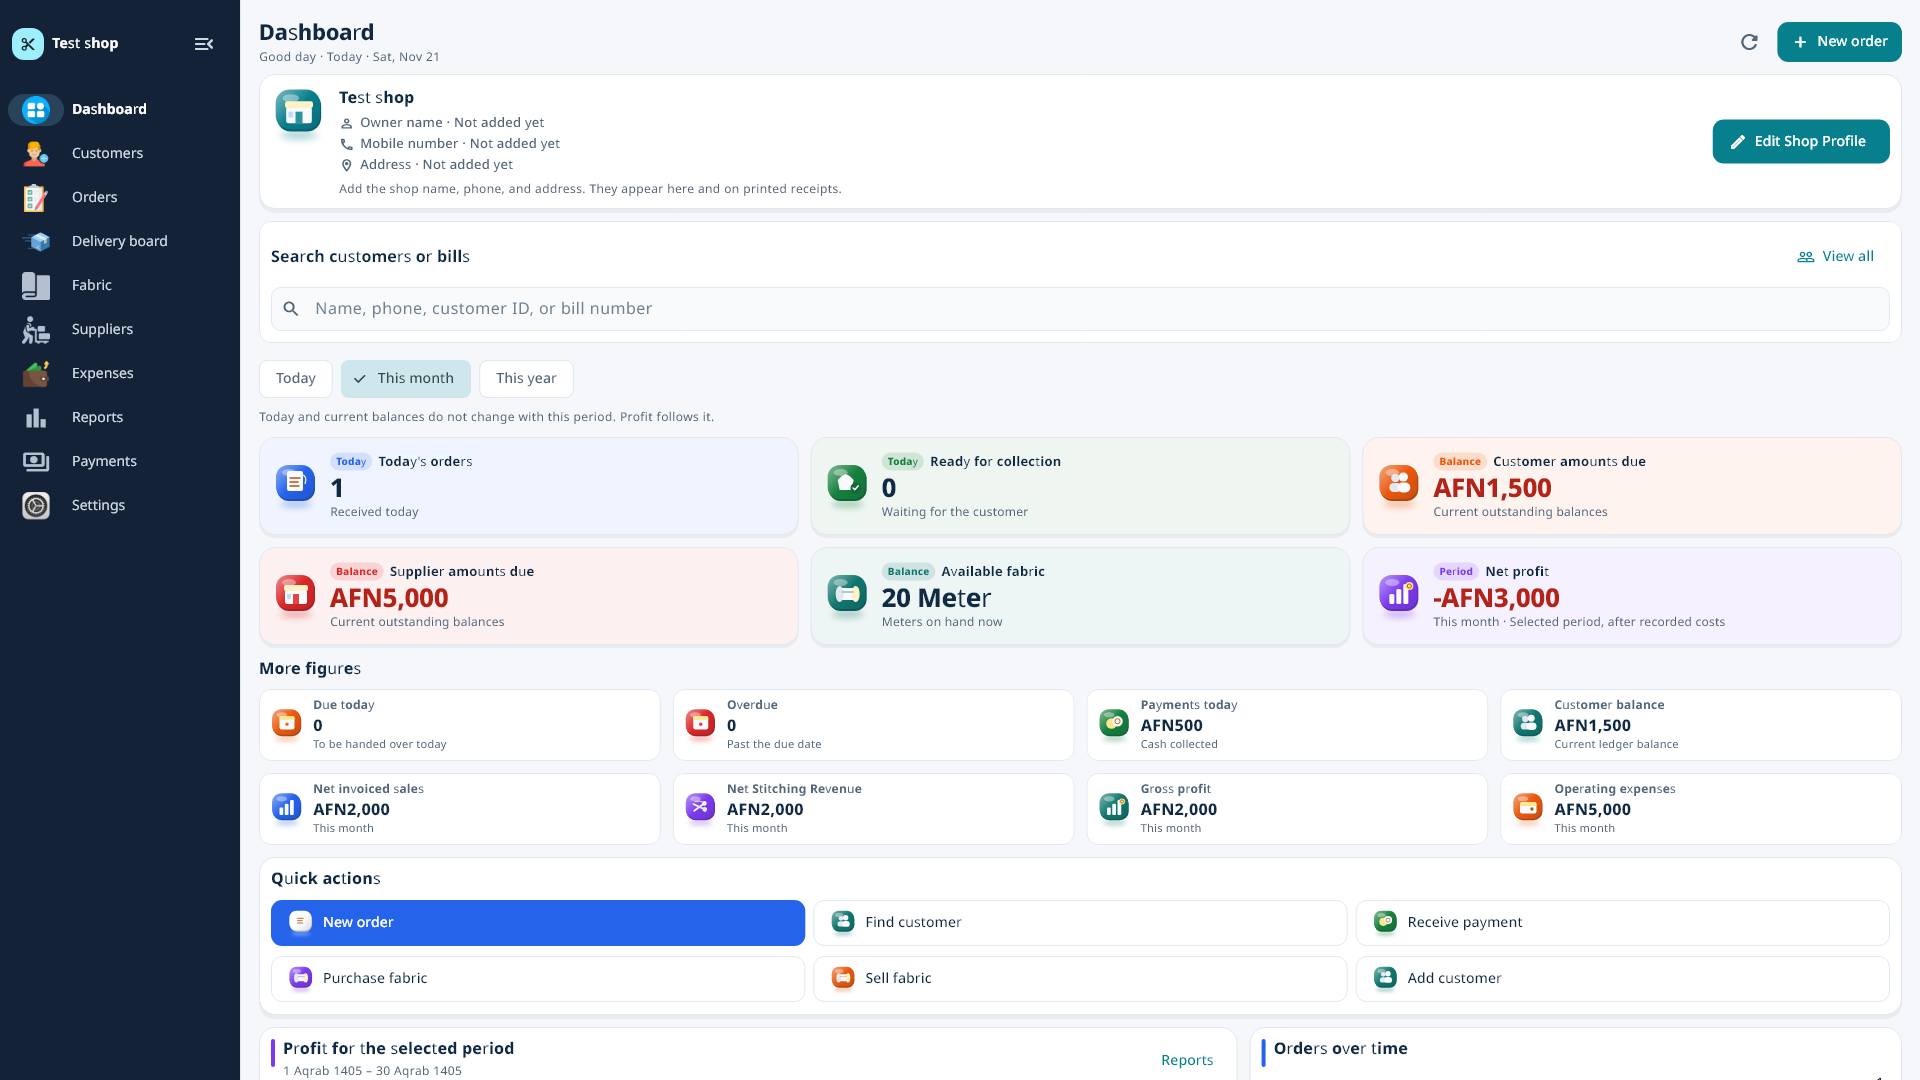 Test shop
Dashboard
Customers
Orders
Delivery board
Fabric
Suppliers
Expenses
Reports
Payments
Settings
Dashboard
Good day · Today · Sat, Nov 21
New order
Test shop
Owner name · Not added yet
Mobile number · Not added yet
Address · Not added yet
Add the shop name, phone, and address. They appear here and on printed receipts.
Edit Shop Profile
Search customers or bills
View all
Name, phone, customer ID, or bill number
Today
This month
This year
Today and current balances do not change with this period. Profit follows it.
Today Today's orders
1
Received today
Today Ready for collection
0
Waiting for the customer
Balance Customer amounts due
AFN1,500
Current outstanding balances
Balance Supplier amounts due
AFN5,000
Current outstanding balances
Balance Available fabric
20 Meter
Meters on hand now
Period Net profit
-AFN3,000
This month · Selected period, after recorded costs
More figures
Due today
0
To be handed over today
Overdue
0
Past the due date
Payments today
AFN500
Cash collected
Customer balance
AFN1,500
Current ledger balance
Net invoiced sales
AFN2,000
This month
Net Stitching Revenue
AFN2,000
This month
Gross profit
AFN2,000
This month
Operating expenses
AFN5,000
This month
Quick actions
New order
Find customer
Receive payment
Purchase fabric
Sell fabric
Add customer
Profit for the selected period
1 Aqrab 1405 – 30 Aqrab 1405
Reports
Orders over time